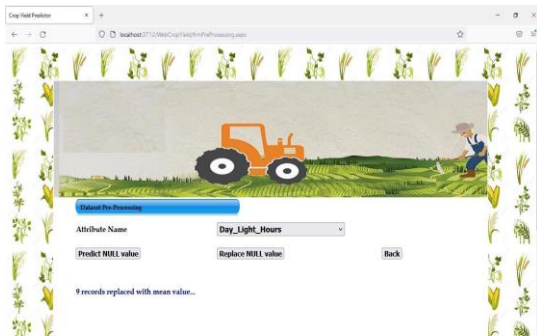 Crop Yield Predictor
localhost:3712/WebCropYield/frmPreProcessing.aspx
Dataset Pre-Processing
Attribute Name Day_Light_Hours
Predict NULL value Replace NULL value Back
9 records replaced with mean value...